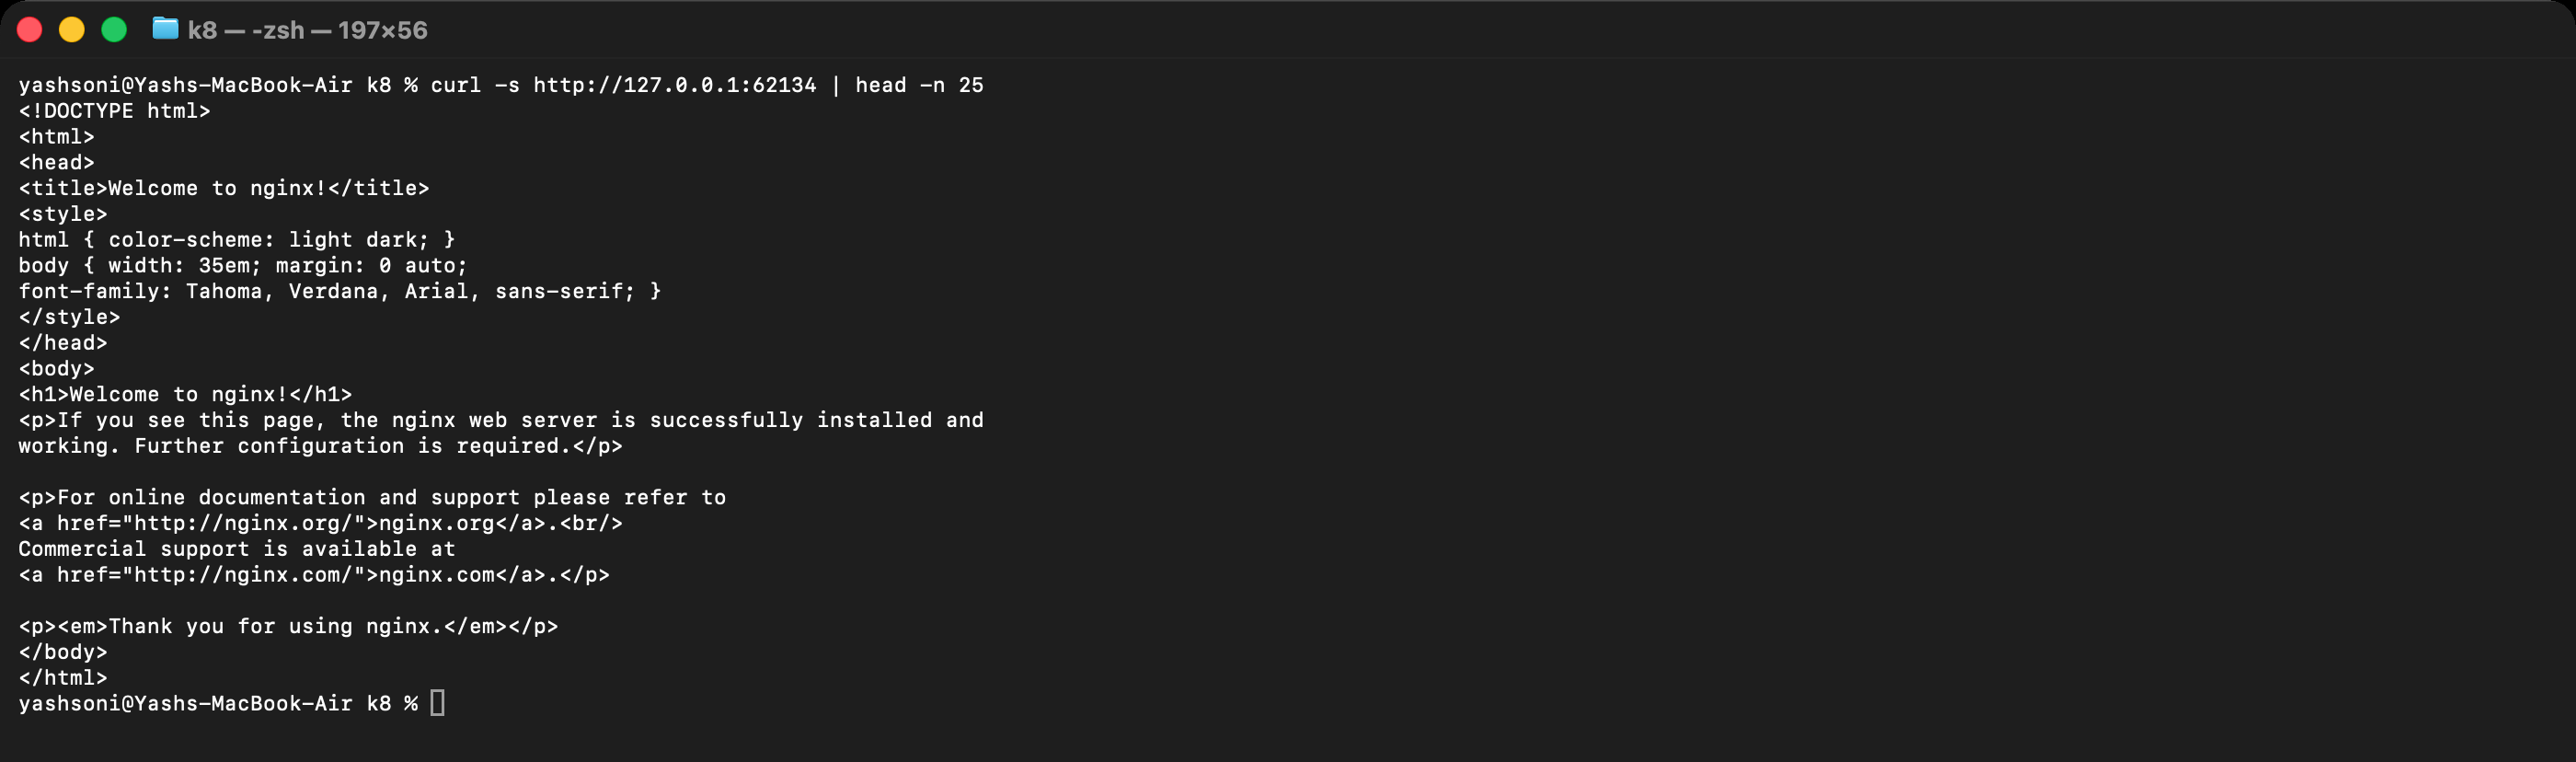 k8 — -zsh — 197×56
yashsoni@Yashs-MacBook-Air k8 % curl -s http://127.0.0.1:62134 | head -n 25
<!DOCTYPE html>
<html>
<head>
<title>Welcome to nginx!</title>
<style>
html { color-scheme: light dark; }
body { width: 35em; margin: 0 auto;
font-family: Tahoma, Verdana, Arial, sans-serif; }
</style>
</head>
<body>
<h1>Welcome to nginx!</h1>
<p>If you see this page, the nginx web server is successfully installed and
working. Further configuration is required.</p>

<p>For online documentation and support please refer to
<a href="http://nginx.org/">nginx.org</a>.<br/>
Commercial support is available at
<a href="http://nginx.com/">nginx.com</a>.</p>

<p><em>Thank you for using nginx.</em></p>
</body>
</html>
yashsoni@Yashs-MacBook-Air k8 %